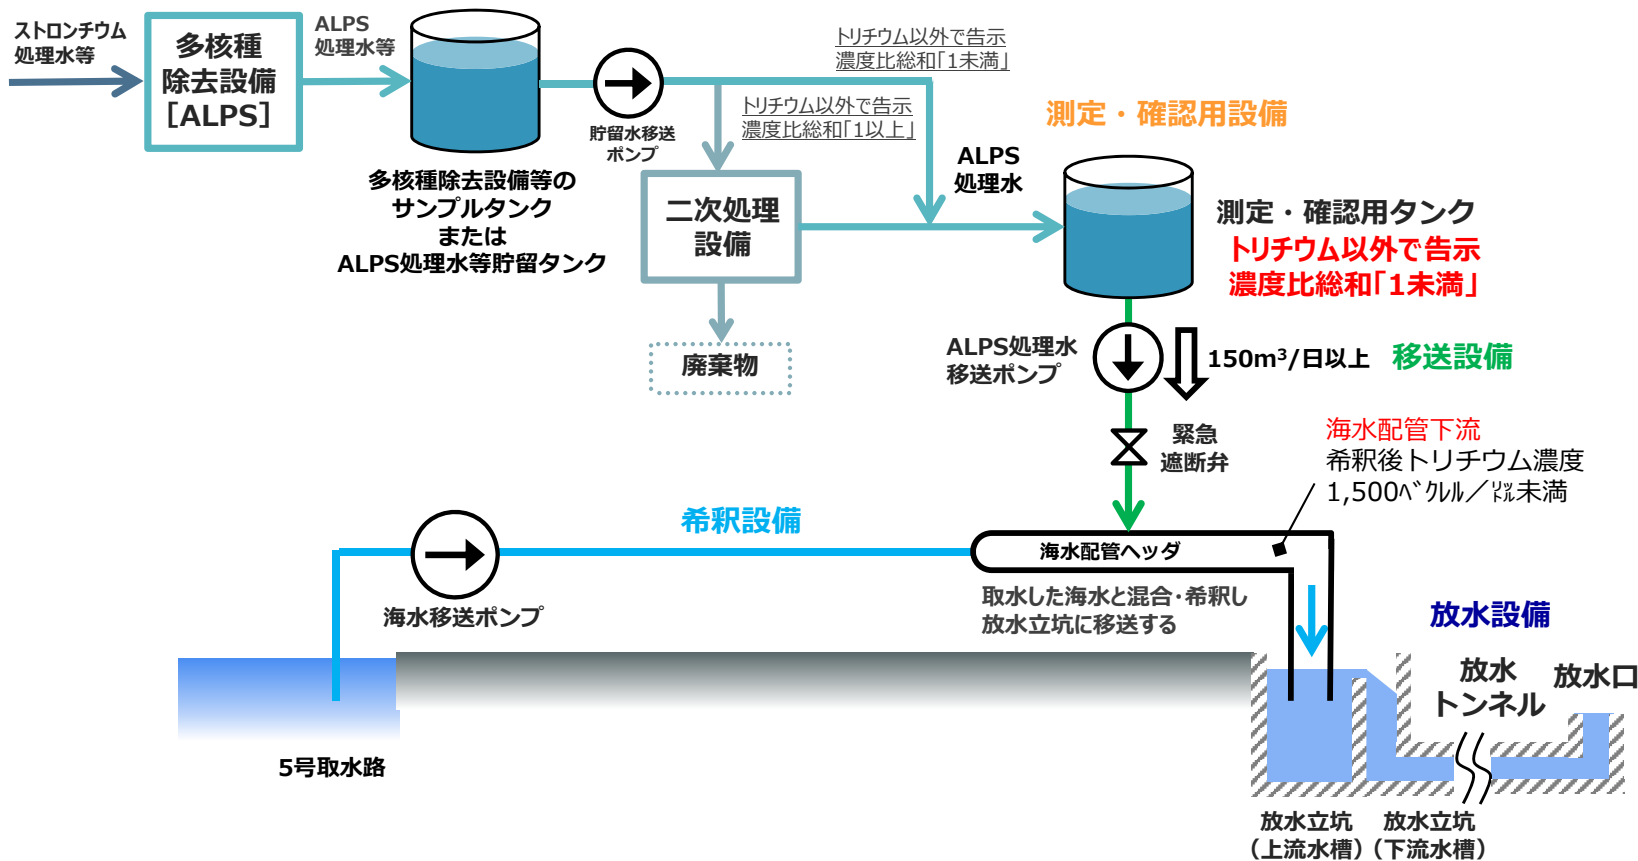 ストロンチウム
処理水等
多核種
除去設備
［ALPS］
ALPS
処理水等
多核種除去設備等の
サンプルタンク
または
ALPS処理水等貯留タンク
貯留水移送
ポンプ
トリチウム以外で告示
濃度比総和｢1未満｣
トリチウム以外で告示
濃度比総和｢1以上｣
二次処理
設備
廃棄物
ALPS
処理水
測定・確認用設備
測定・確認用タンク
トリチウム以外で告示
濃度比総和｢1未満｣
ALPS処理水
移送ポンプ
150m³/日以上
移送設備
緊急
遮断弁
海水配管下流
希釈後トリチウム濃度
1,500ﾍﾞｸﾚﾙ／㍑未満
希釈設備
海水移送ポンプ
海水配管ヘッダ
取水した海水と混合･希釈し
放水立坑に移送する
放水設備
放水
トンネル
放水口
5号取水路
放水立坑
（上流水槽）
放水立坑
（下流水槽）